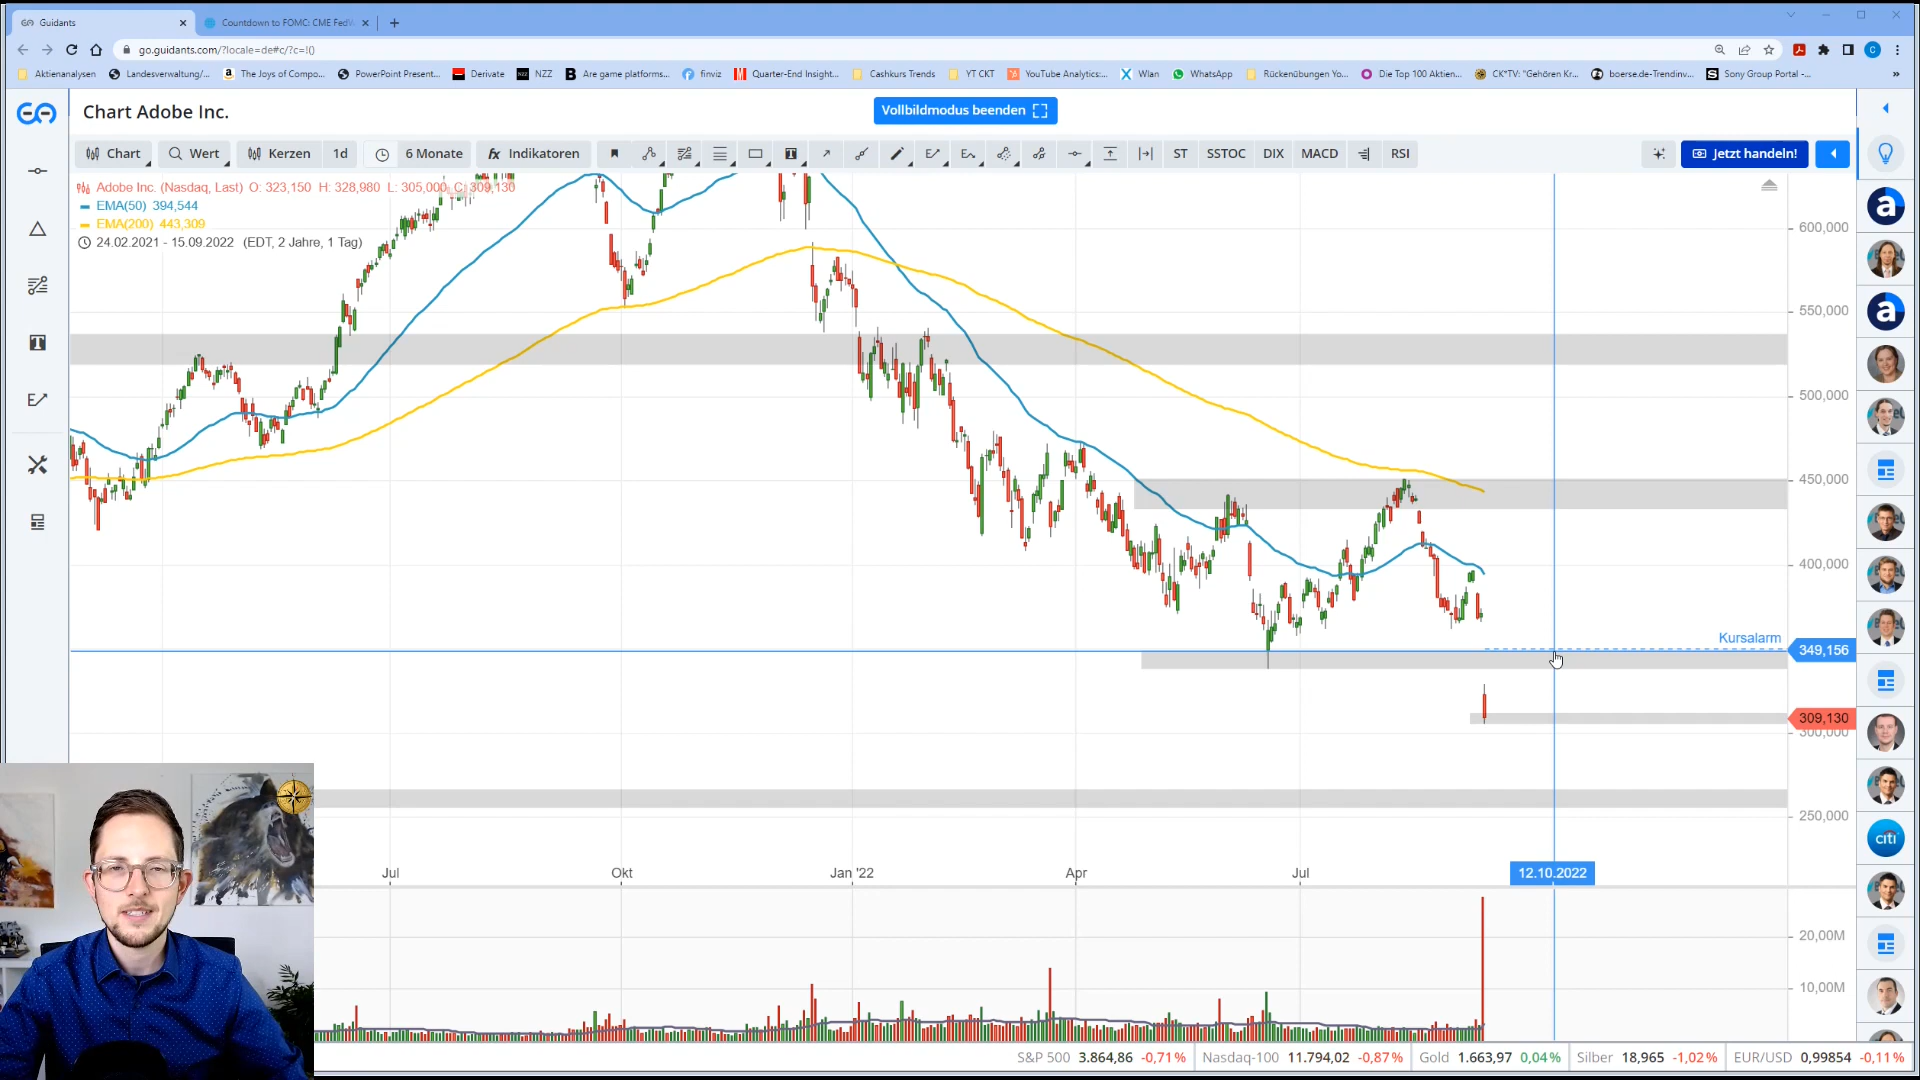 Guidants
Countdown to FOMC: CME FedW
go.guidants.com/?locale=de#c/?c=!()
Aktienanalysen
Landesverwaltung/...
The Joys of Compo...
PowerPoint Present...
Derivate
NZZ
Are game platforms...
finviz
Quarter-End Insight...
Cashkurs Trends
YT CKT
YouTube Analytics:...
Wlan
WhatsApp
Rückenübungen Yo...
Die Top 100 Aktien...
CK*TV: "Gehören Kr...
boerse.de-Trendinv...
Sony Group Portal -...
»
Chart Adobe Inc.
Vollbildmodus beenden
Chart
Wert
Kerzen
1d
6 Monate
fx Indikatoren
ST
SSTOC
DIX
MACD
RSI
Jetzt handeln!
Adobe Inc. (Nasdaq, Last) O: 323,150 H: 328,980 L: 305,000 C: 309,130
EMA(50) 394,544
EMA(200) 443,309
24.02.2021 - 15.09.2022 (EDT, 2 Jahre, 1 Tag)
600,000
550,000
500,000
450,000
400,000
Kursalarm
349,156
309,130
300,000
250,000
Jul
Okt
Jan '22
Apr
Jul
12.10.2022
20,00M
10,00M
citi
S&P 500 3.864,86 -0,71%
Nasdaq-100 11.794,02 -0,87%
Gold 1.663,97 0,04%
Silber 18,965 -1,02%
EUR/USD 0,99854 -0,11%